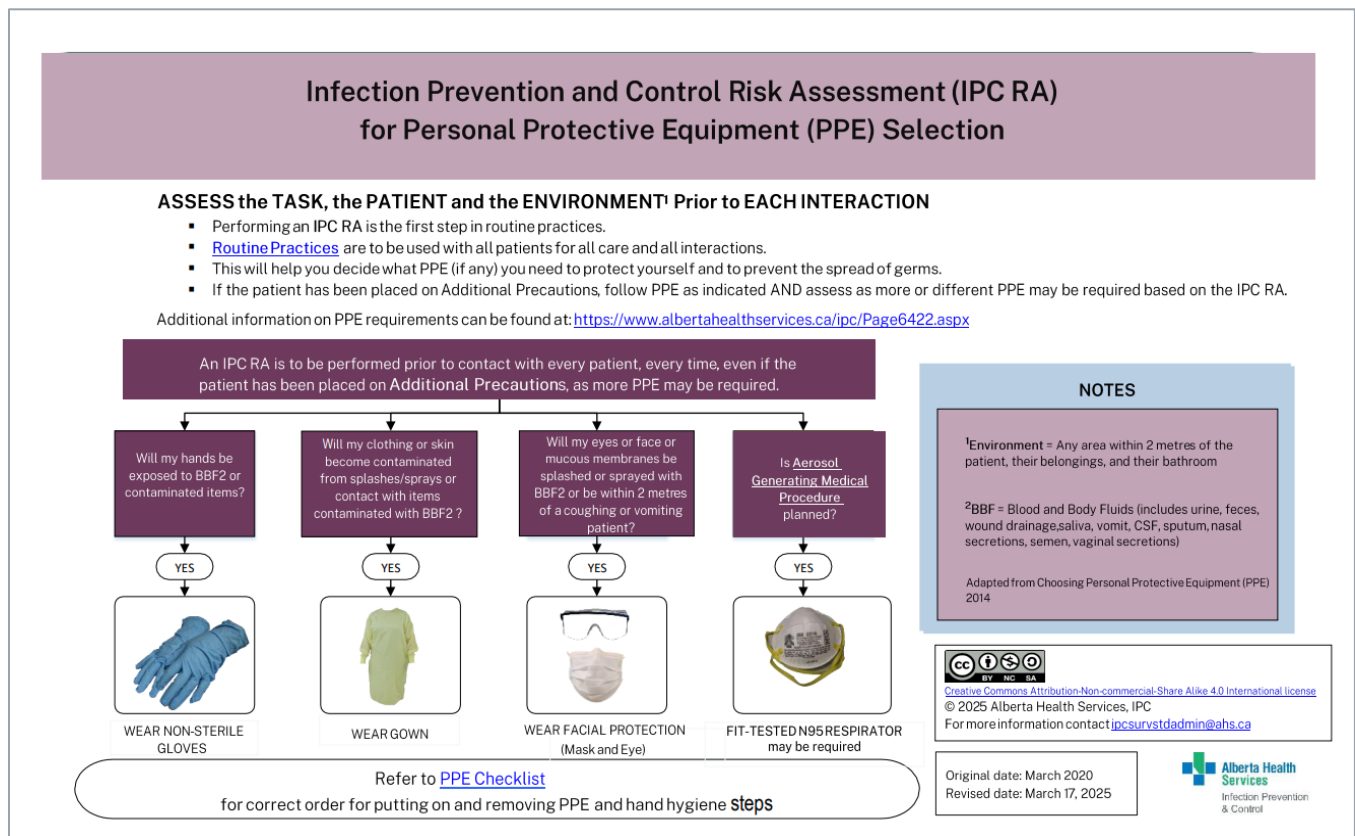 Infection Prevention and Control Risk Assessment (IPC RA)
for Personal Protective Equipment (PPE) Selection
ASSESS the TASK, the PATIENT and the ENVIRONMENT¹ Prior to EACH INTERACTION
▪ Performing an IPC RA is the first step in routine practices.
▪ Routine Practices are to be used with all patients for all care and all interactions.
▪ This will help you decide what PPE (if any) you need to protect yourself and to prevent the spread of germs.
▪ If the patient has been placed on Additional Precautions, follow PPE as indicated AND assess as more or different PPE may be required based on the IPC RA.
Additional information on PPE requirements can be found at: https://www.albertahealthservices.ca/ipc/Page6422.aspx
An IPC RA is to be performed prior to contact with every patient, every time, even if the
patient has been placed on Additional Precautions, as more PPE may be required.
Will my hands be
exposed to BBF2 or
contaminated items?
YES
WEAR NON-STERILE
GLOVES
Will my clothing or skin
become contaminated
from splashes/sprays or
contact with items
contaminated with BBF2 ?
YES
WEAR GOWN
Will my eyes or face or
mucous membranes be
splashed or sprayed with
BBF2 or be within 2 metres
of a coughing or vomiting
patient?
YES
WEAR FACIAL PROTECTION
(Mask and Eye)
Is Aerosol
Generating Medical
Procedure
planned?
YES
FIT-TESTED N95 RESPIRATOR
may be required
Refer to PPE Checklist
for correct order for putting on and removing PPE and hand hygiene steps
NOTES
¹Environment = Any area within 2 metres of the
patient, their belongings, and their bathroom
²BBF = Blood and Body Fluids (includes urine, feces,
wound drainage,saliva, vomit, CSF, sputum, nasal
secretions, semen, vaginal secretions)
Adapted from Choosing Personal Protective Equipment (PPE)
2014
cc BY NC SA
Creative Commons Attribution-Non-commercial-Share Alike 4.0 International license
© 2025 Alberta Health Services, IPC
For more information contact ipcsurvstdadmin@ahs.ca
Original date: March 2020
Revised date: March 17, 2025
Alberta Health
Services
Infection Prevention
& Control